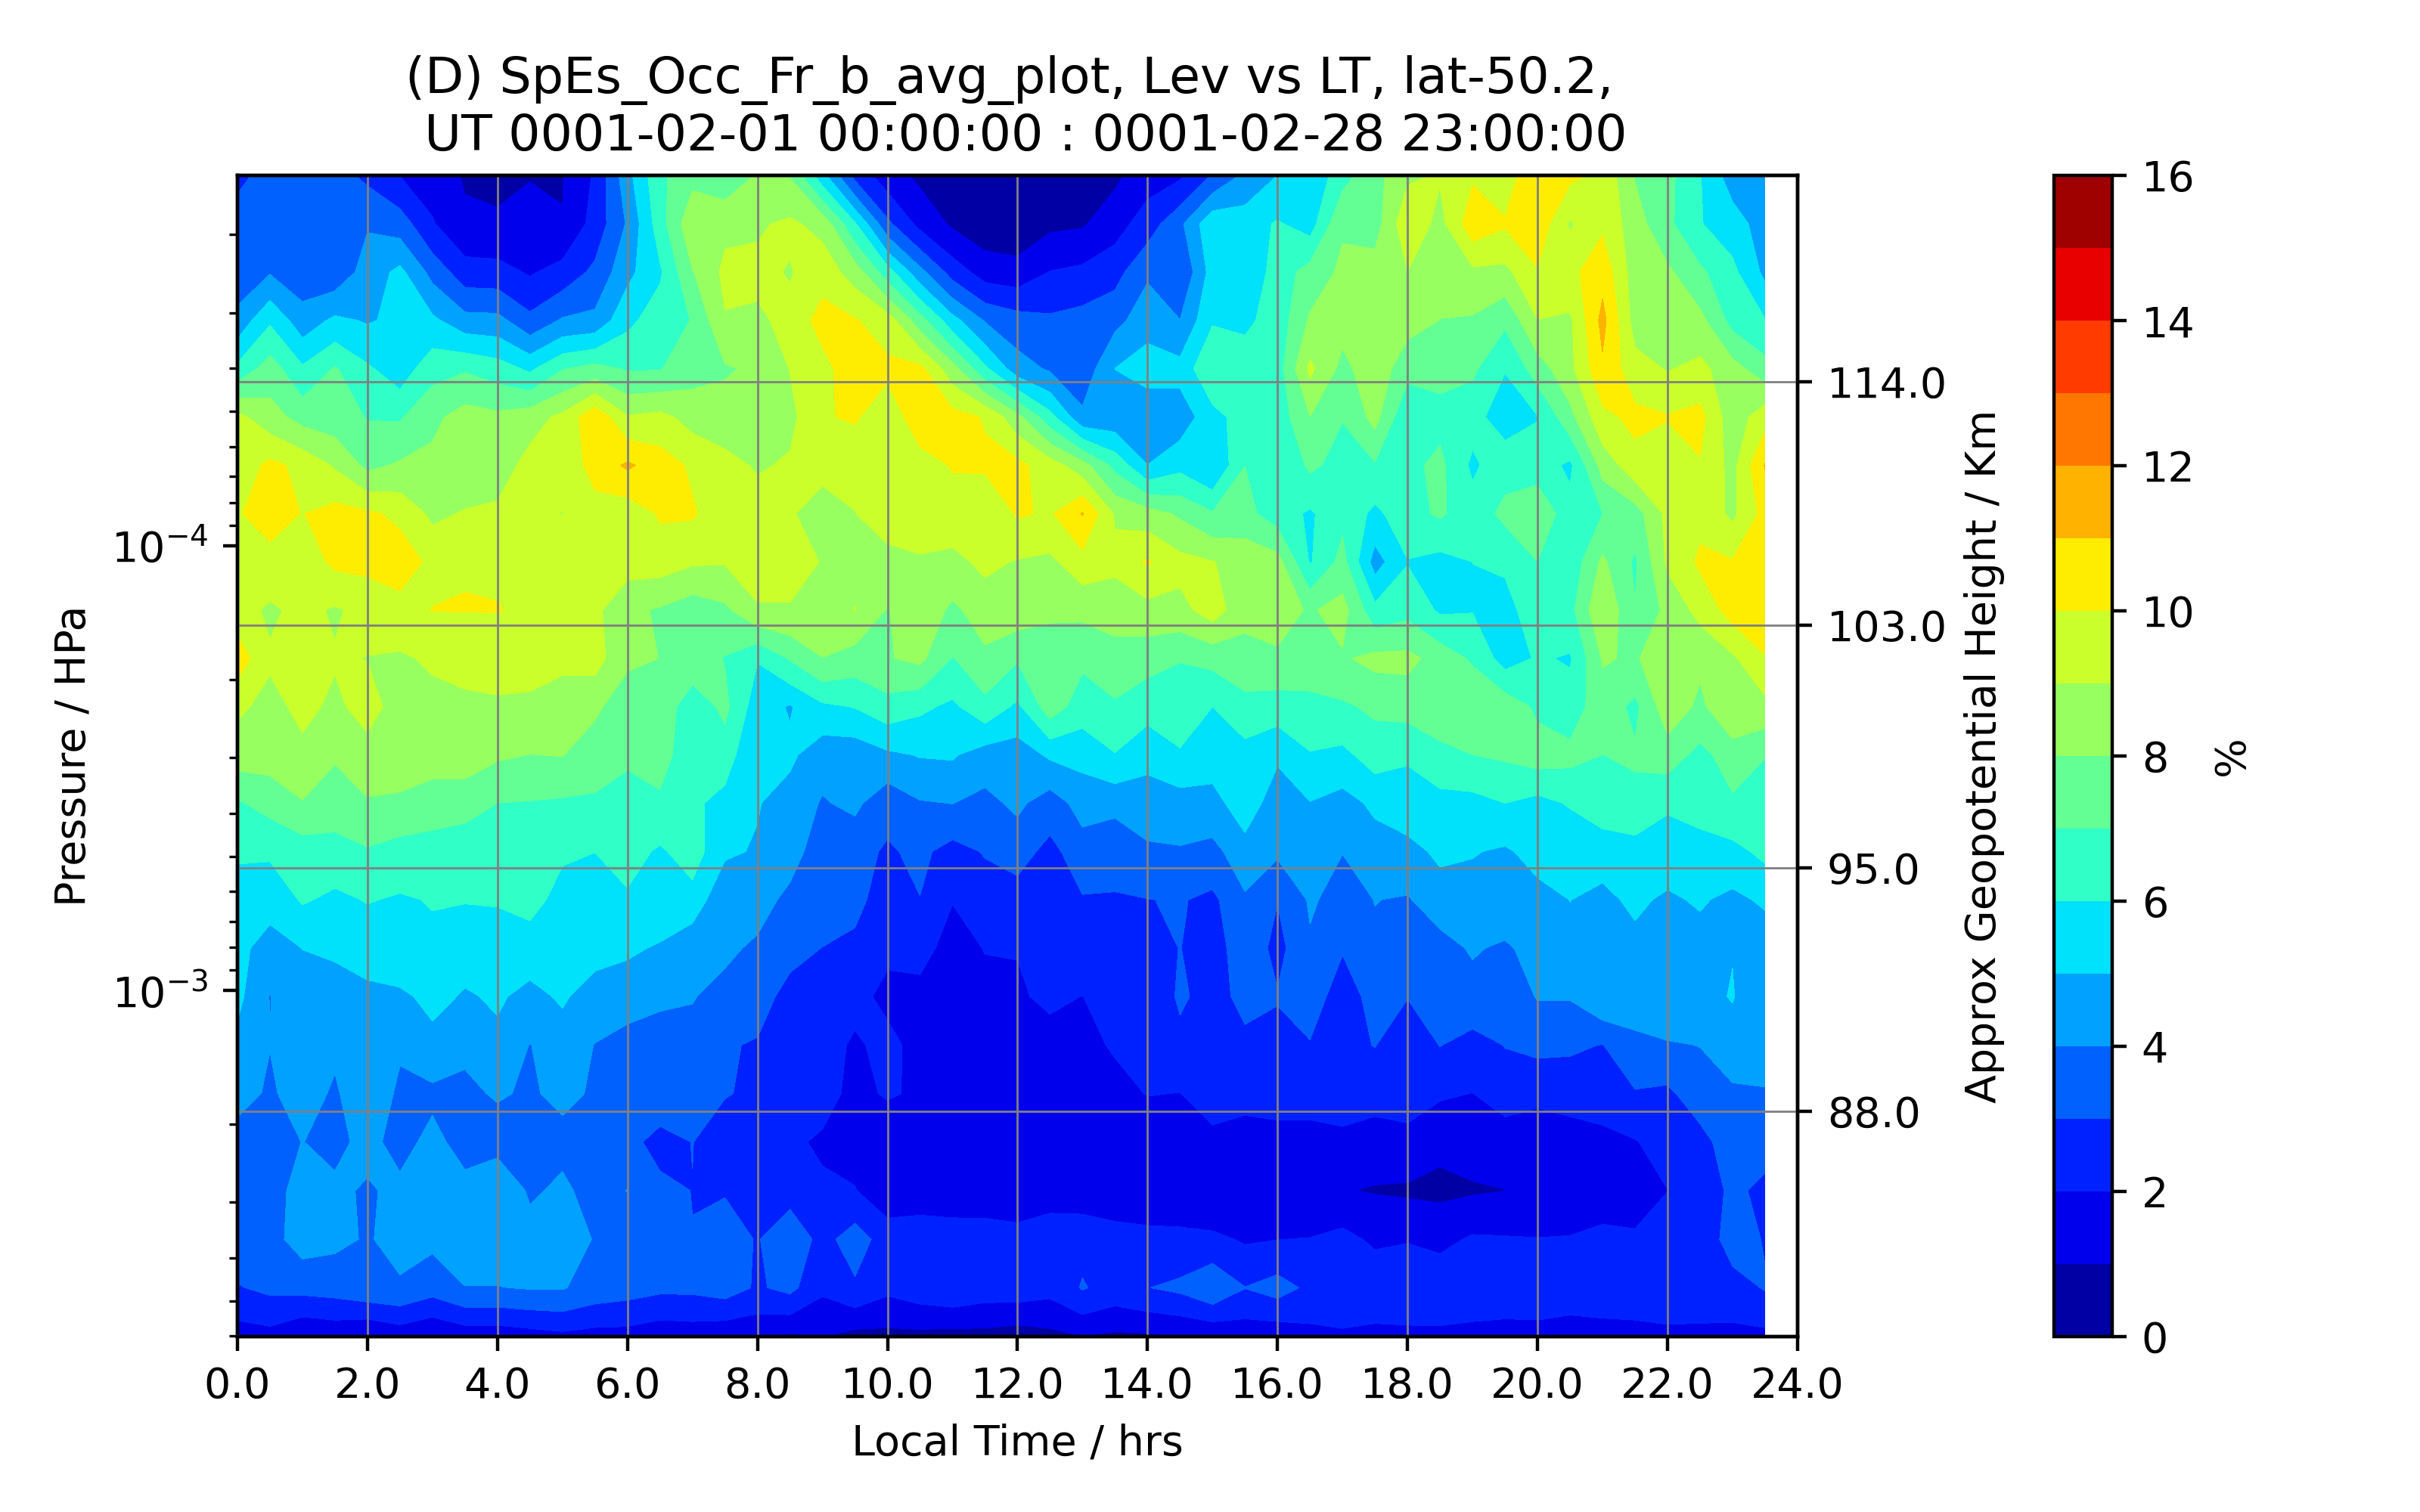 (D) SpEs_Occ_Fr_b_avg_plot, Lev vs LT, lat-50.2,
UT 0001-02-01 00:00:00 : 0001-02-28 23:00:00
Pressure / HPa
10⁻⁴
10⁻³
0.0 2.0 4.0 6.0 8.0 10.0 12.0 14.0 16.0 18.0 20.0 22.0 24.0
Local Time / hrs
114.0
103.0
95.0
88.0
Approx Geopotential Height / Km
16
14
12
10
8
6
4
2
0
%